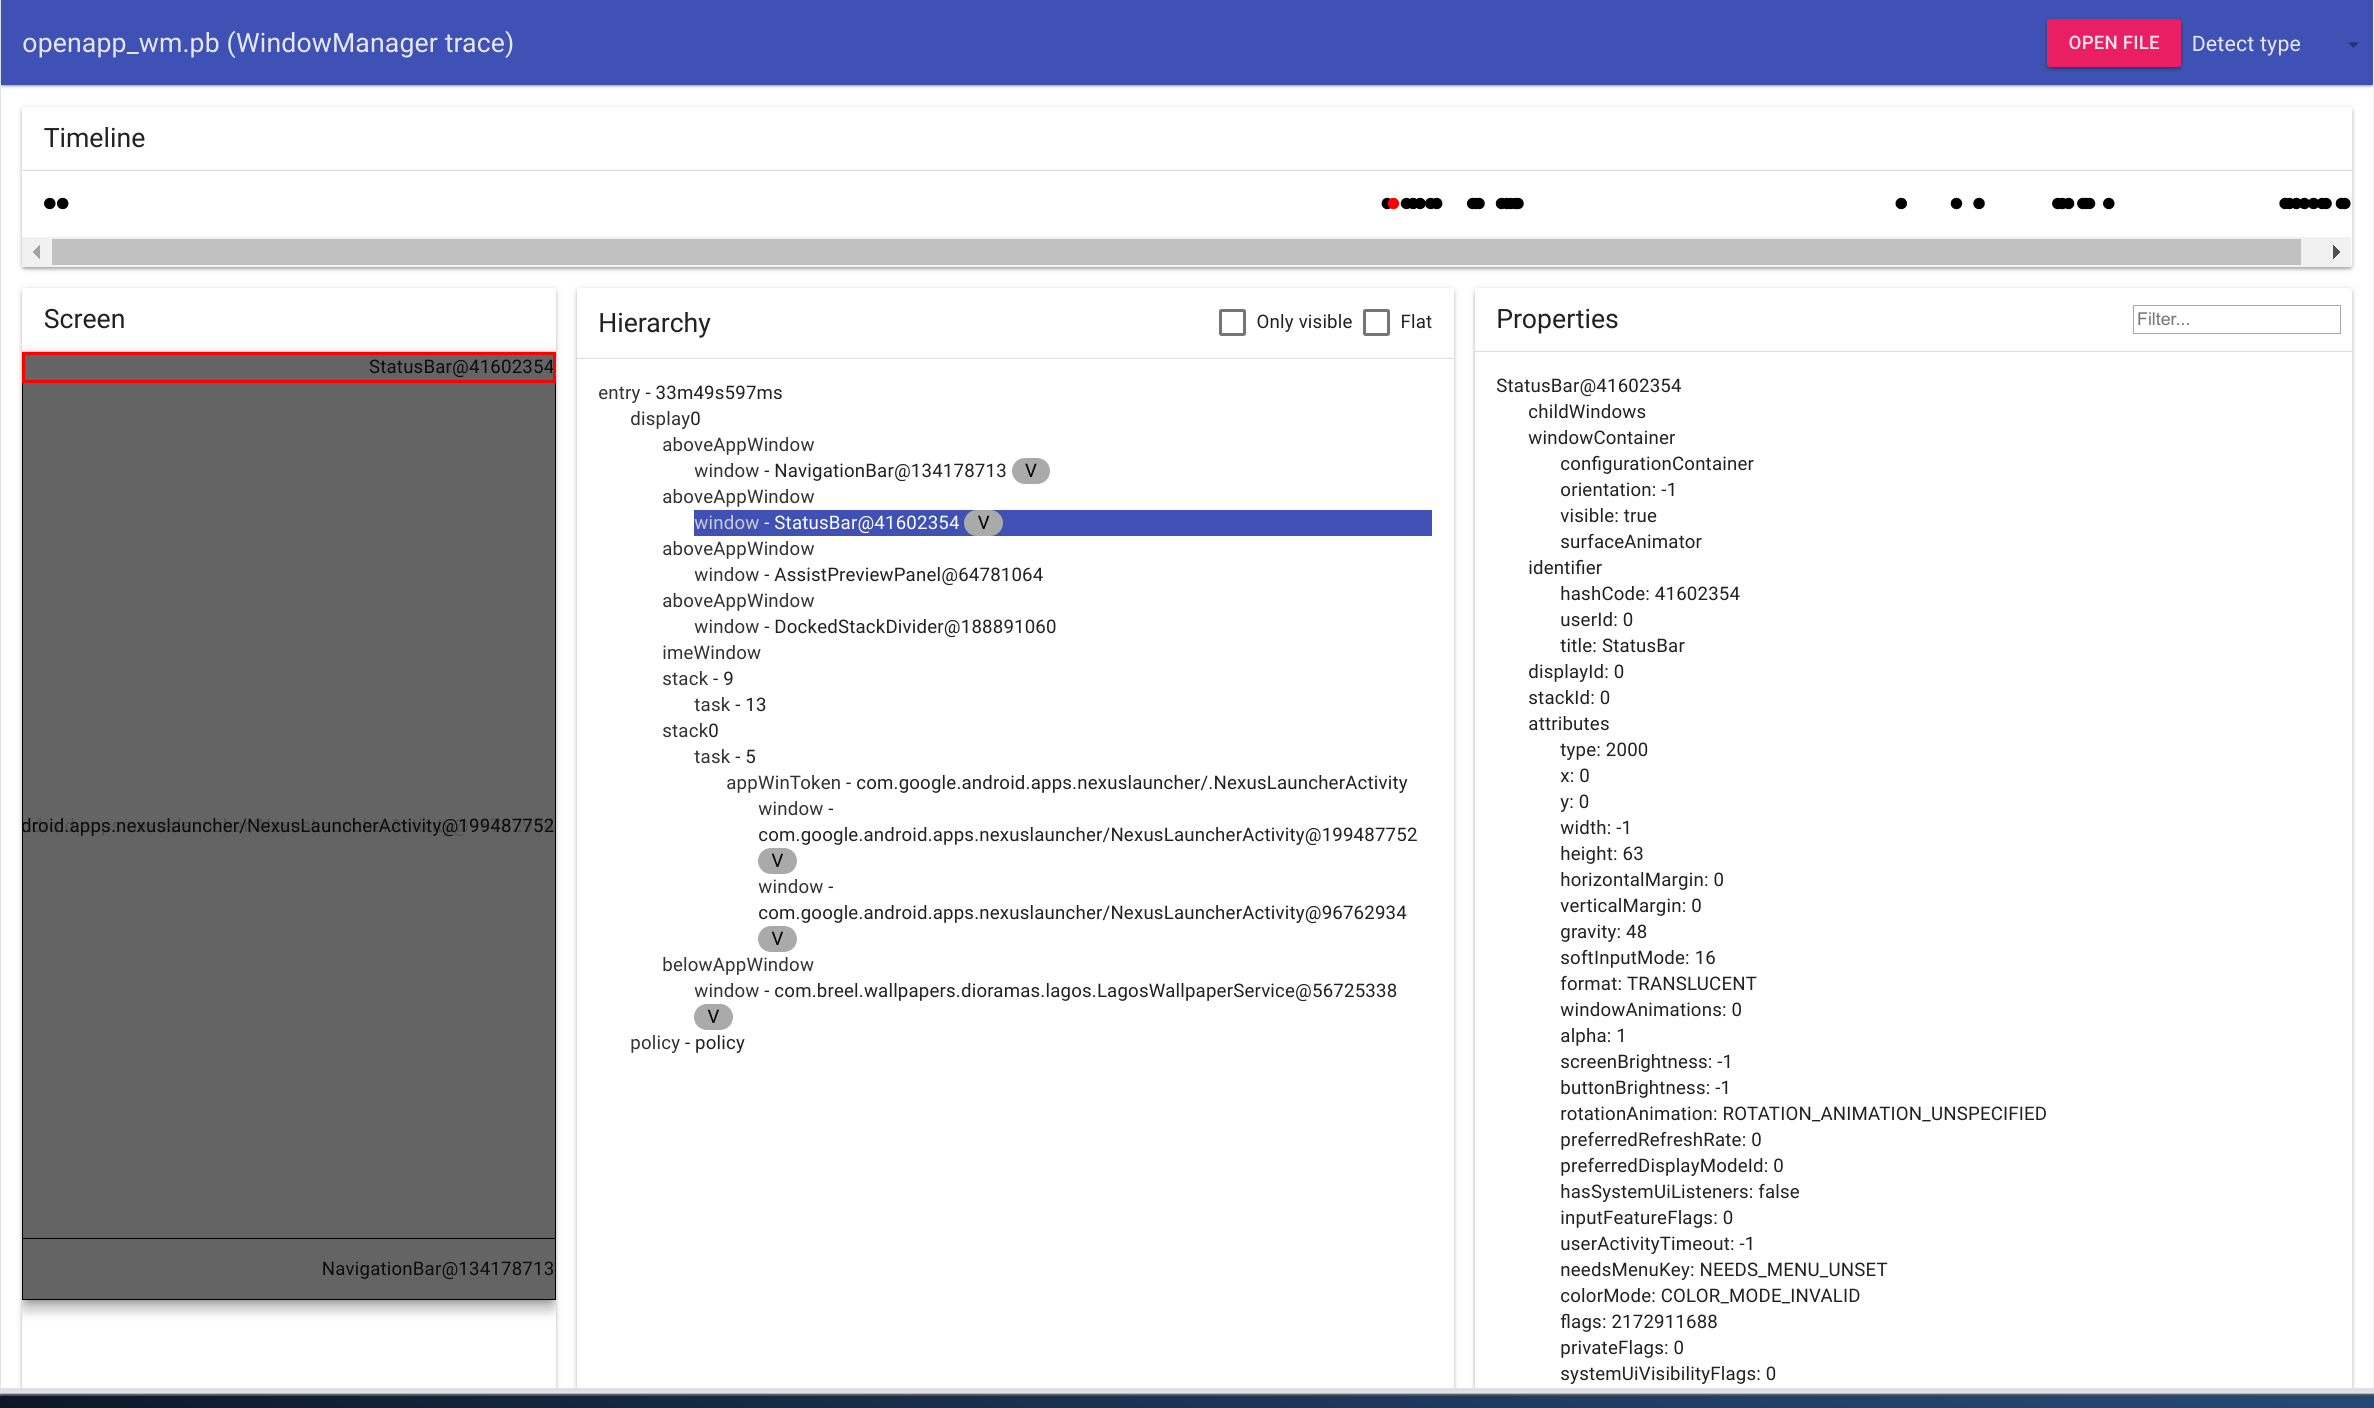 openapp_wm.pb (WindowManager trace)
OPEN FILE
Detect type
Timeline
Screen
StatusBar@41602354
droid.apps.nexuslauncher/NexusLauncherActivity@199487752
NavigationBar@134178713
Hierarchy
Only visible
Flat
entry - 33m49s597ms
display0
aboveAppWindow
window - NavigationBar@134178713 V
aboveAppWindow
window - StatusBar@41602354 V
aboveAppWindow
window - AssistPreviewPanel@64781064
aboveAppWindow
window - DockedStackDivider@188891060
imeWindow
stack - 9
task - 13
stack0
task - 5
appWinToken - com.google.android.apps.nexuslauncher/.NexusLauncherActivity
window -
com.google.android.apps.nexuslauncher/NexusLauncherActivity@199487752
V
window -
com.google.android.apps.nexuslauncher/NexusLauncherActivity@96762934
V
belowAppWindow
window - com.breel.wallpapers.dioramas.lagos.LagosWallpaperService@56725338
V
policy - policy
Properties
Filter...
StatusBar@41602354
childWindows
windowContainer
configurationContainer
orientation: -1
visible: true
surfaceAnimator
identifier
hashCode: 41602354
userId: 0
title: StatusBar
displayId: 0
stackId: 0
attributes
type: 2000
x: 0
y: 0
width: -1
height: 63
horizontalMargin: 0
verticalMargin: 0
gravity: 48
softInputMode: 16
format: TRANSLUCENT
windowAnimations: 0
alpha: 1
screenBrightness: -1
buttonBrightness: -1
rotationAnimation: ROTATION_ANIMATION_UNSPECIFIED
preferredRefreshRate: 0
preferredDisplayModeId: 0
hasSystemUiListeners: false
inputFeatureFlags: 0
userActivityTimeout: -1
needsMenuKey: NEEDS_MENU_UNSET
colorMode: COLOR_MODE_INVALID
flags: 2172911688
privateFlags: 0
systemUiVisibilityFlags: 0